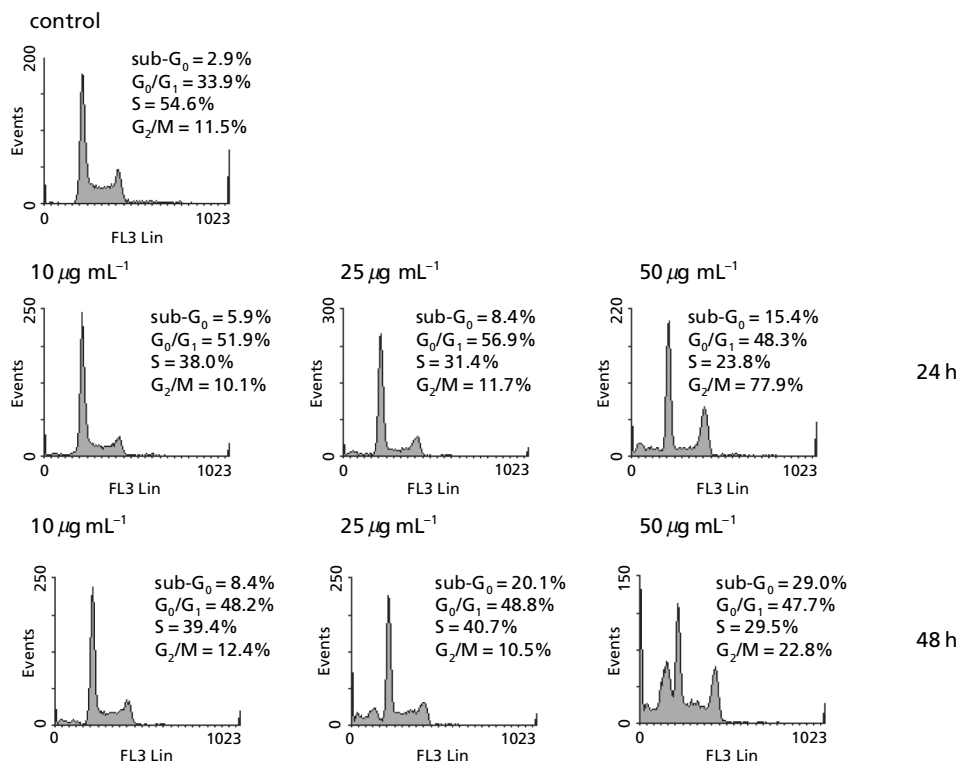 control
200
sub-G₀ = 2.9%
G₀/G₁ = 33.9%
S = 54.6%
G₂/M = 11.5%
Events
0
0 1023
FL3 Lin
10 μg mL⁻¹
250
sub-G₀ = 5.9%
G₀/G₁ = 51.9%
S = 38.0%
G₂/M = 10.1%
Events
0
0 1023
FL3 Lin
25 μg mL⁻¹
300
sub-G₀ = 8.4%
G₀/G₁ = 56.9%
S = 31.4%
G₂/M = 11.7%
Events
0
0 1023
FL3 Lin
50 μg mL⁻¹
220
sub-G₀ = 15.4%
G₀/G₁ = 48.3%
S = 23.8%
G₂/M = 77.9%
Events
0
0 1023
FL3 Lin
24 h
10 μg mL⁻¹
250
sub-G₀ = 8.4%
G₀/G₁ = 48.2%
S = 39.4%
G₂/M = 12.4%
Events
0
0 1023
FL3 Lin
25 μg mL⁻¹
250
sub-G₀ = 20.1%
G₀/G₁ = 48.8%
S = 40.7%
G₂/M = 10.5%
Events
0
0 1023
FL3 Lin
50 μg mL⁻¹
150
sub-G₀ = 29.0%
G₀/G₁ = 47.7%
S = 29.5%
G₂/M = 22.8%
Events
0
0 1023
FL3 Lin
48 h